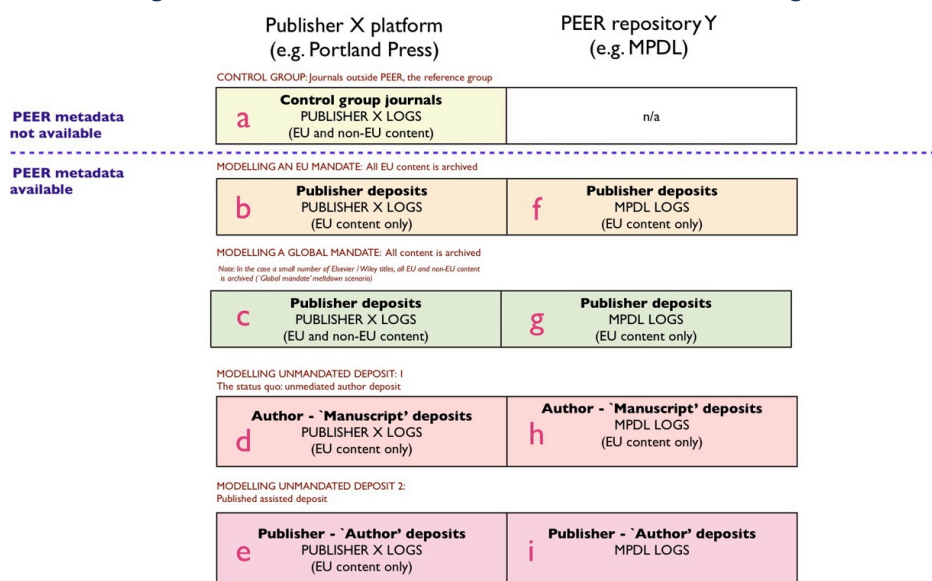 Publisher X platform
(e.g. Portland Press)
PEER repository Y
(e.g. MPDL)
CONTROL GROUP: Journals outside PEER, the reference group
PEER metadata
not available
a
Control group journals
PUBLISHER X LOGS
(EU and non-EU content)
n/a
PEER metadata
available
MODELLING AN EU MANDATE: All EU content is archived
b
Publisher deposits
PUBLISHER X LOGS
(EU content only)
f
Publisher deposits
MPDL LOGS
(EU content only)
MODELLING A GLOBAL MANDATE: All content is archived
Note: In the case a small number of Elsevier / Wiley titles, all EU and non-EU content
is archived (`Global mandate' meltdown scenario)
c
Publisher deposits
PUBLISHER X LOGS
(EU and non-EU content)
g
Publisher deposits
MPDL LOGS
(EU content only)
MODELLING UNMANDATED DEPOSIT: 1
The status quo: unmediated author deposit
d
Author - `Manuscript' deposits
PUBLISHER X LOGS
(EU content only)
h
Author - `Manuscript' deposits
MPDL LOGS
(EU content only)
MODELLING UNMANDATED DEPOSIT 2:
Published assisted deposit
e
Publisher - `Author' deposits
PUBLISHER X LOGS
(EU content only)
i
Publisher - `Author' deposits
MPDL LOGS